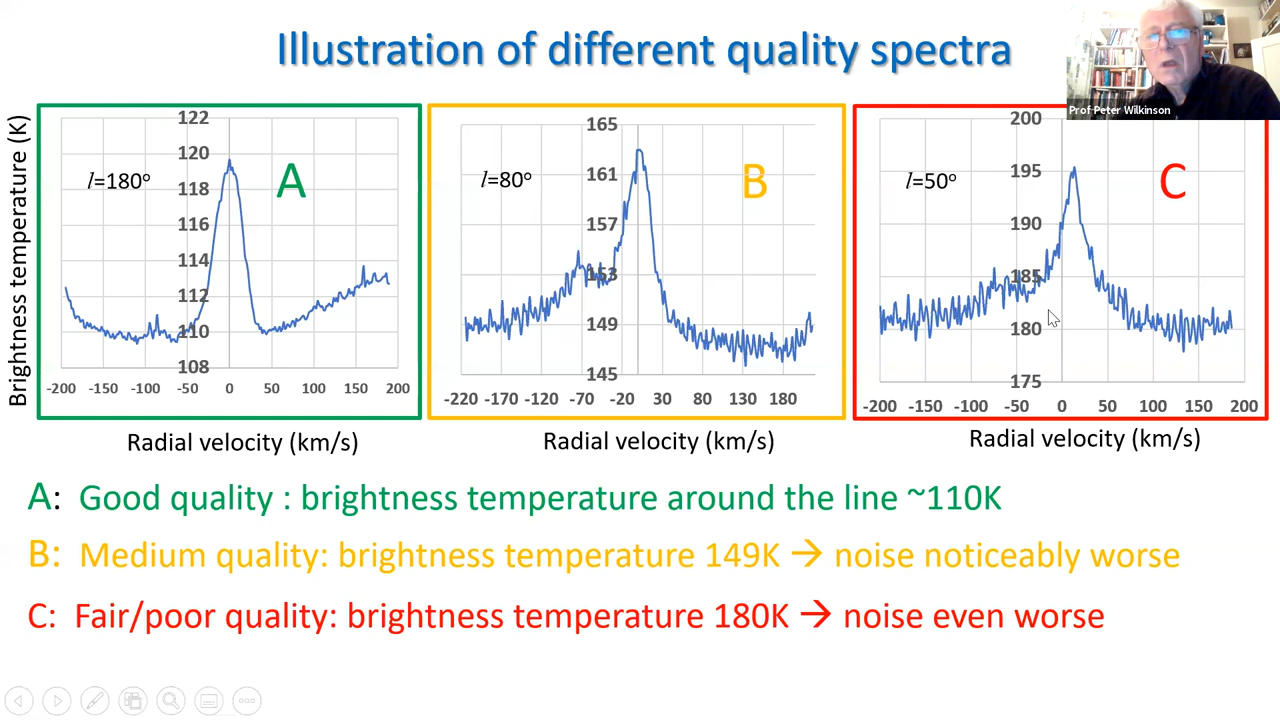 Illustration of different quality spectra
Prof Peter Wilkinson
Brightness temperature (K)
122
120
118
116
114
112
110
108
l=180o
A
-200 -150 -100 -50 0 50 100 150 200
Radial velocity (km/s)
165
161
157
153
149
145
l=80o
B
-220 -170 -120 -70 -20 30 80 130 180
Radial velocity (km/s)
200
195
190
185
180
175
l=50o
C
-200 -150 -100 -50 0 50 100 150 200
Radial velocity (km/s)
A: Good quality : brightness temperature around the line ~110K
B: Medium quality: brightness temperature 149K → noise noticeably worse
C: Fair/poor quality: brightness temperature 180K → noise even worse